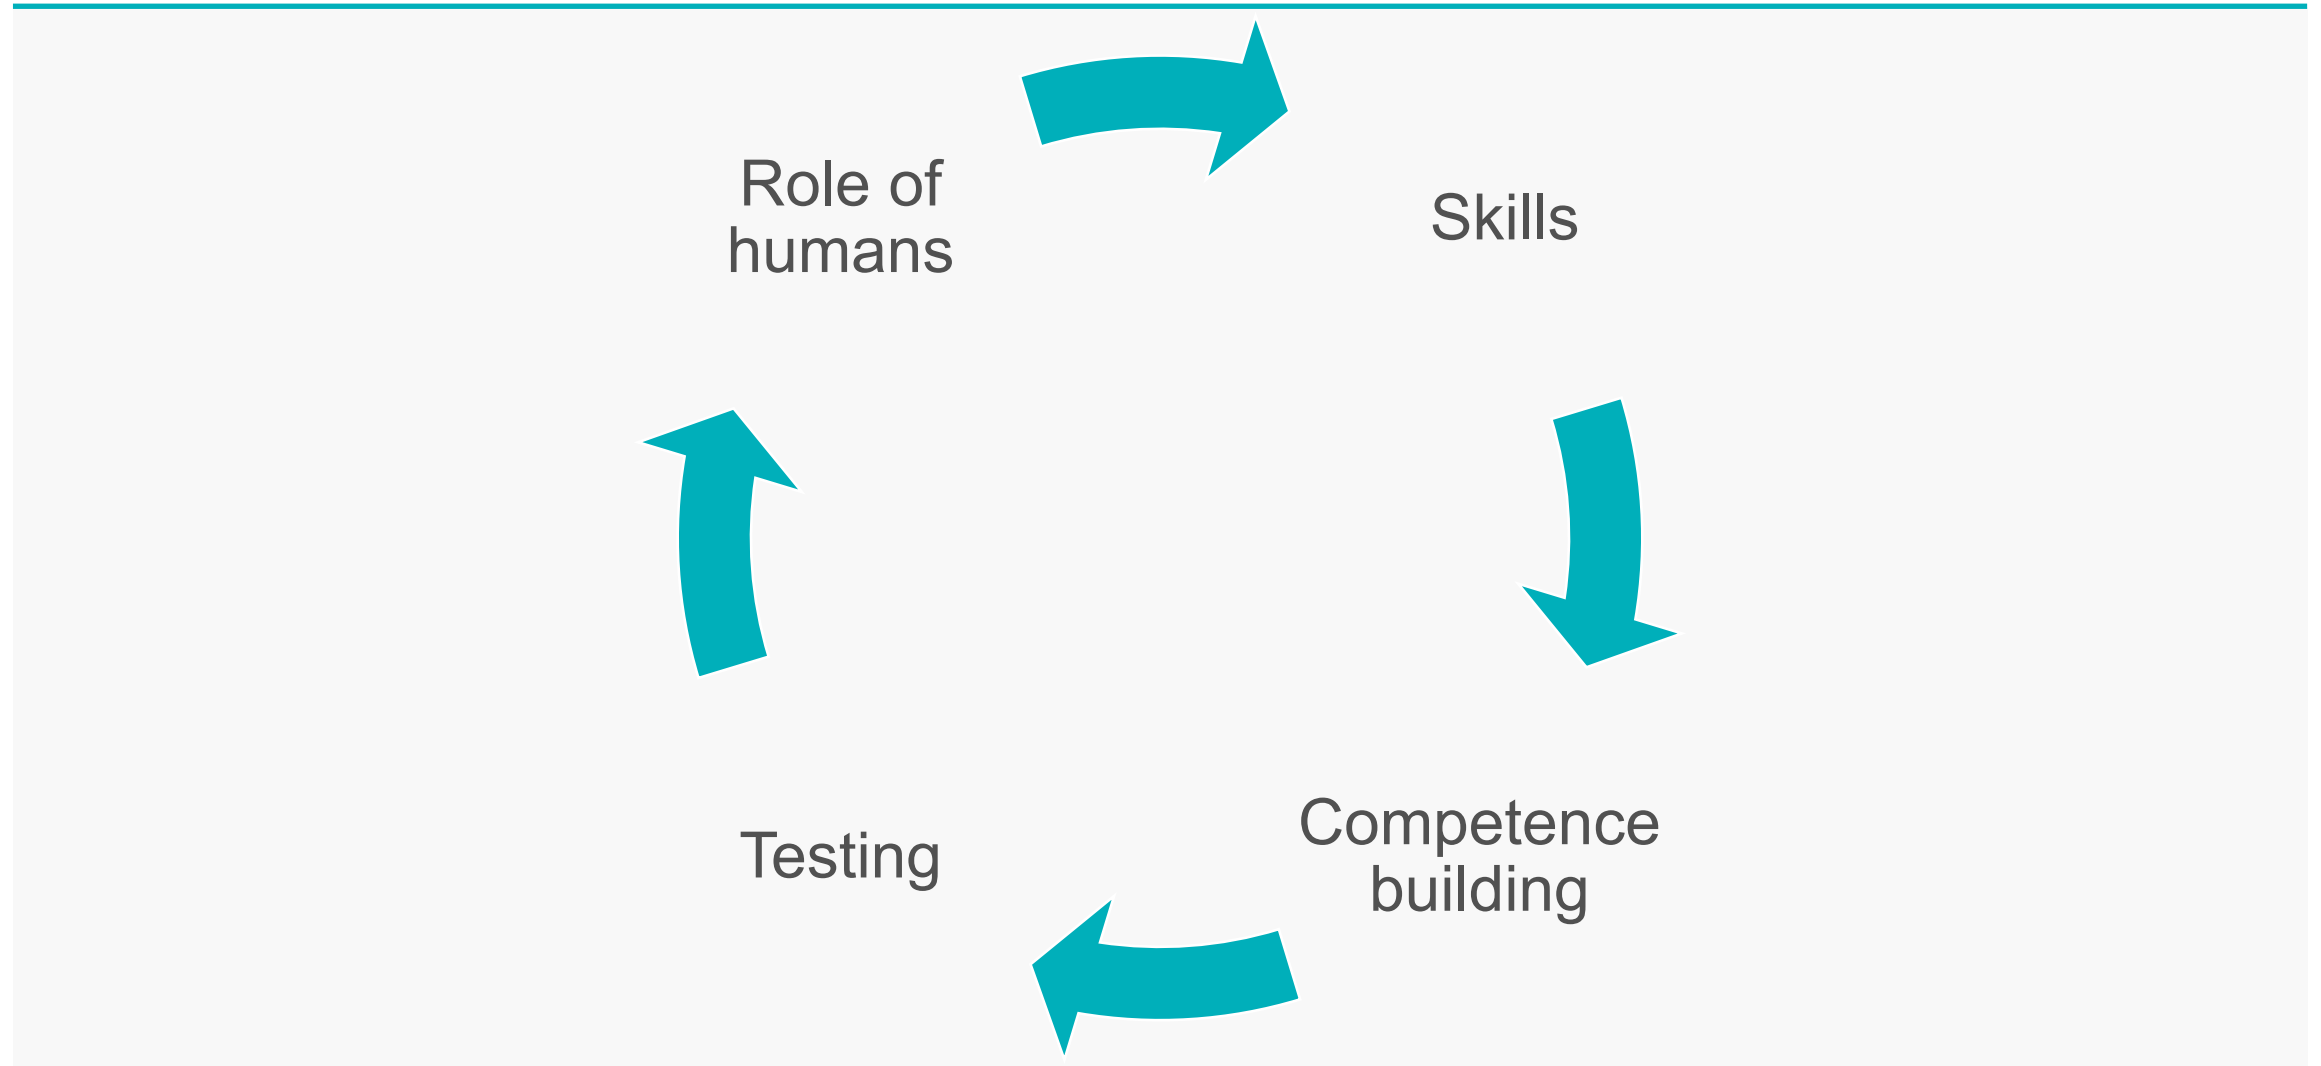 Role of
humans
Skills
Competence
building
Testing